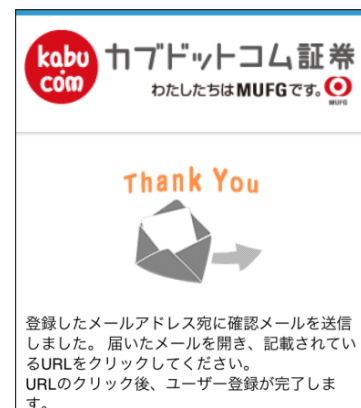 kabu
com
カブドットコム証券
わたしたちはMUFGです。
MUFG
Thank You
登録したメールアドレス宛に確認メールを送信
しました。 届いたメールを開き、記載されてい
るURLをクリックしてください。
URLのクリック後、ユーザー登録が完了しま
す。